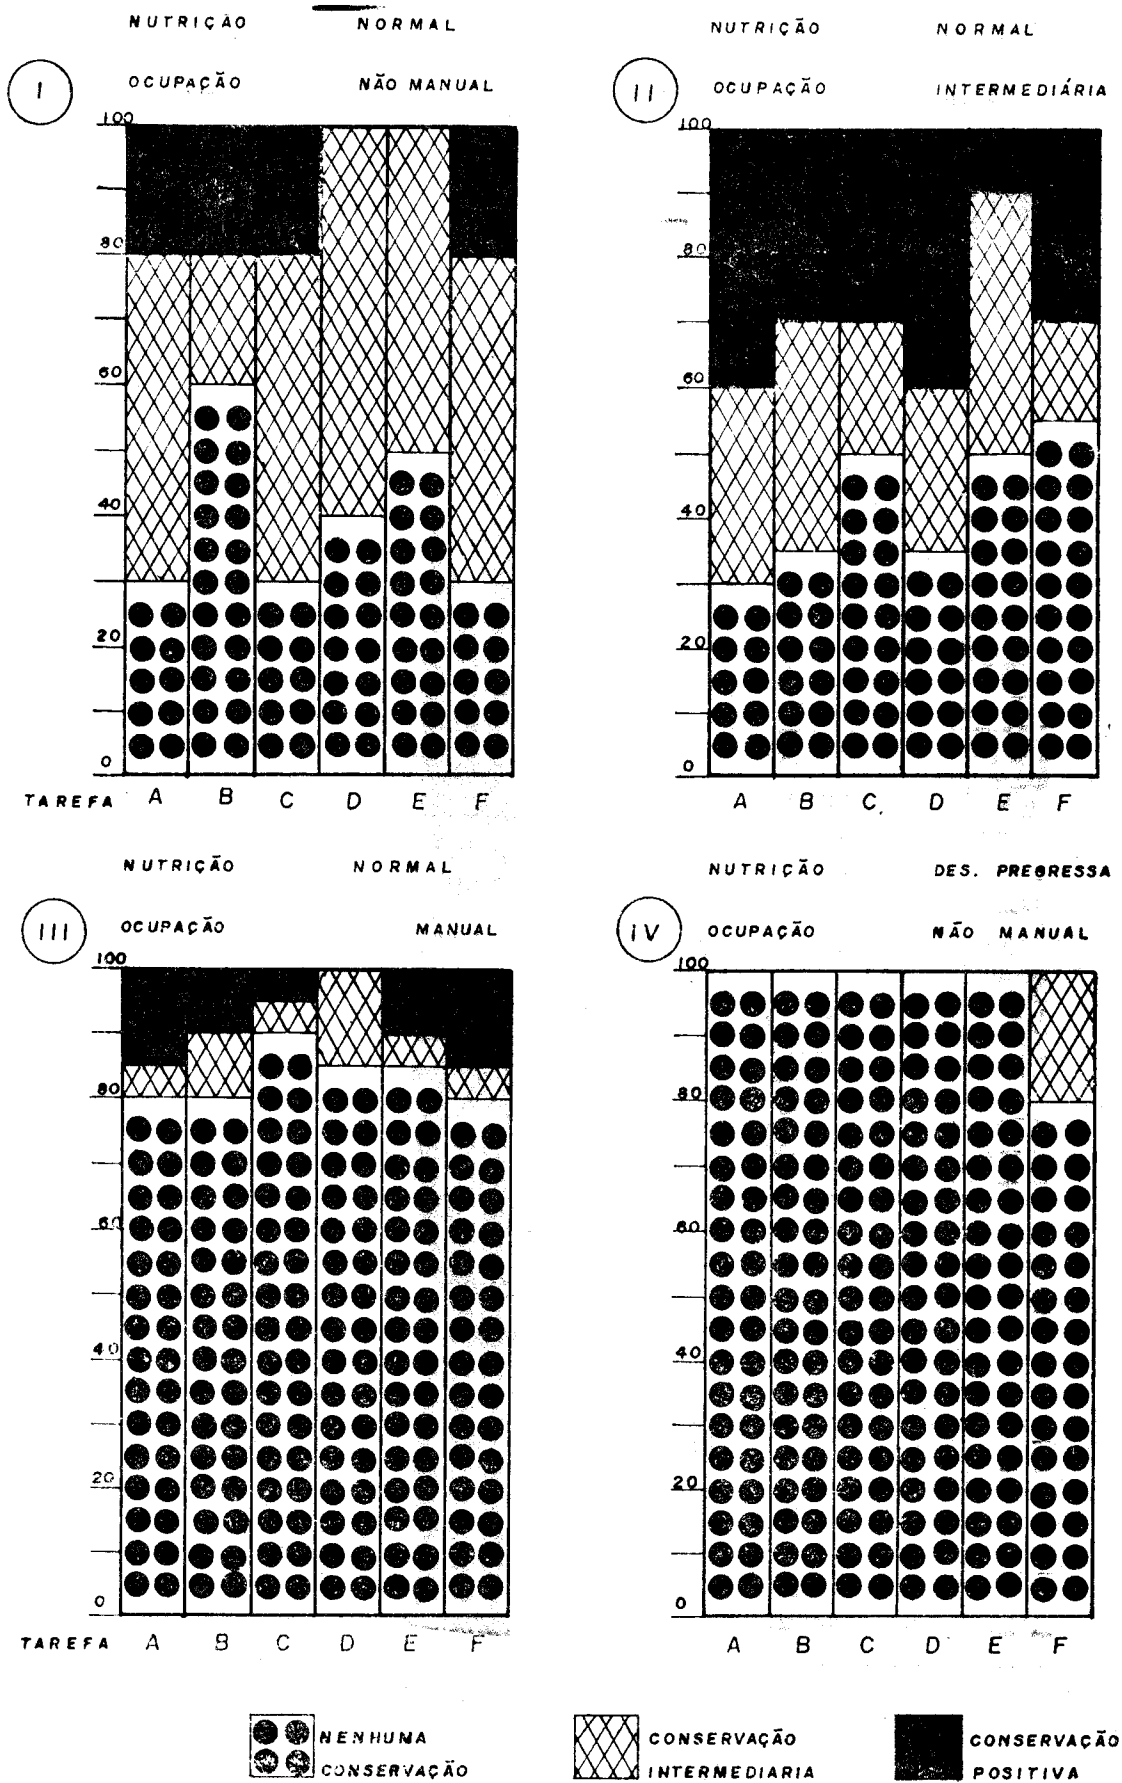 NUTRIÇÃO NORMAL
I OCUPAÇÃO NÃO MANUAL
100
80
60
40
20
0
TAREFA A B C D E F
NUTRIÇÃO NORMAL
II OCUPAÇÃO INTERMEDIÁRIA
100
80
60
40
20
0
A B C D E F
NUTRIÇÃO NORMAL
III OCUPAÇÃO MANUAL
100
80
60
40
20
0
TAREFA A B C D E F
NUTRIÇÃO DES. PREGRESSA
IV OCUPAÇÃO NÃO MANUAL
100
80
60
40
20
0
A B C D E F
NENHUMA CONSERVAÇÃO
CONSERVAÇÃO INTERMEDIARIA
CONSERVAÇÃO POSITIVA